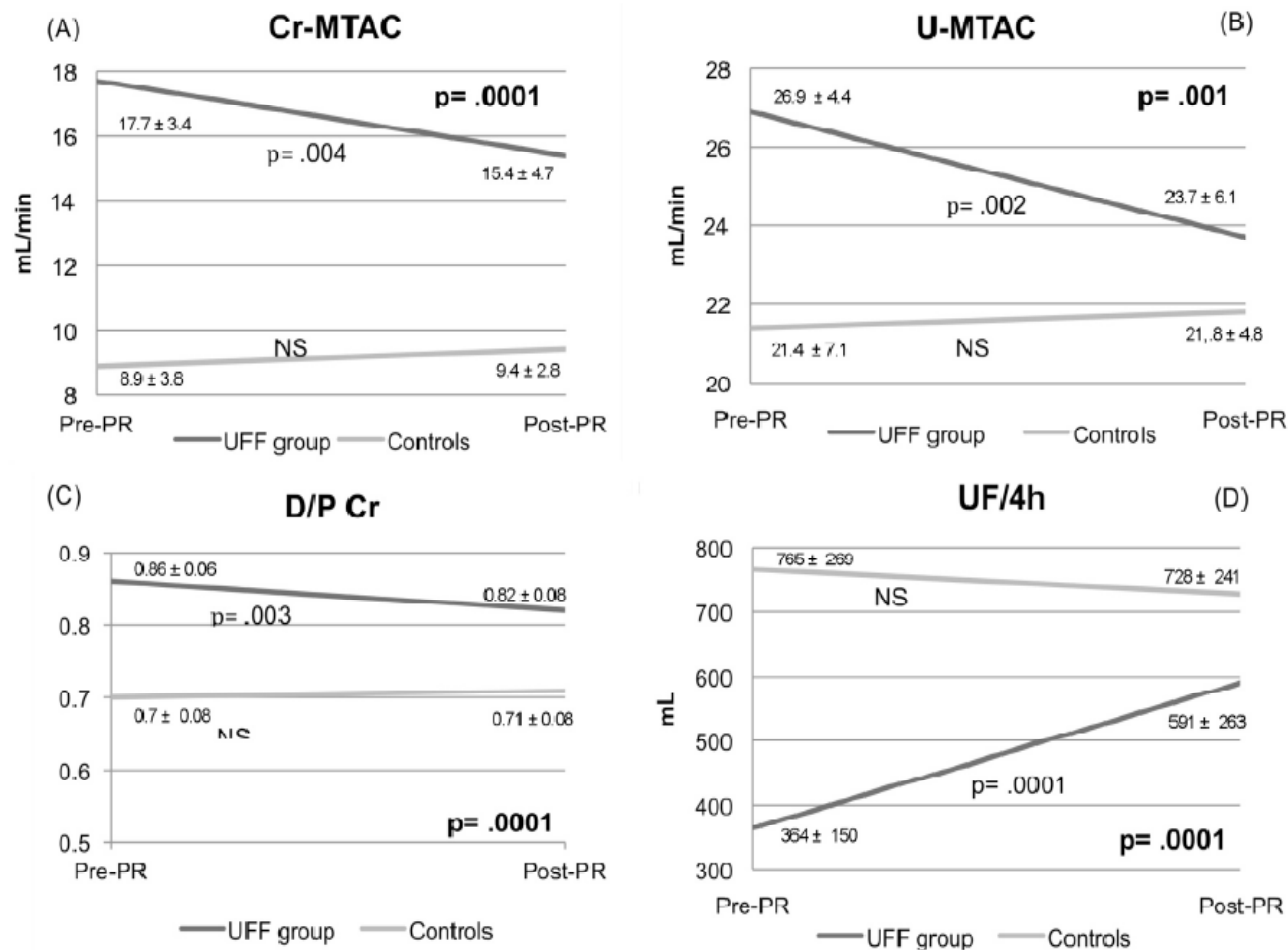 (A)
Cr-MTAC
18
16
14
12
10
8
mL/min
p= .0001
17.7 ± 3.4
p= .004
15.4 ± 4.7
NS
8.9 ± 3.8
9.4 ± 2.8
Pre-PR
Post-PR
UFF group
Controls
(B)
U-MTAC
28
26
24
22
20
mL/min
26.9 ± 4.4
p= .001
23.7 ± 6.1
p= .002
21.4 ± 7.1
NS
21,.8 ± 4.8
Pre-PR
Post-PR
UFF group
Controls
(C)
D/P Cr
0.9
0.8
0.7
0.6
0.5
0.86 ± 0.06
0.82 ± 0.08
p= .003
0.7 ± 0.08
0.71 ± 0.08
NS
p= .0001
Pre-PR
Post-PR
UFF group
Controls
(D)
UF/4h
800
700
600
500
400
300
mL
728 ± 241
NS
591 ± 263
p= .0001
364 ± 150
p= .0001
Pre-PR
Post-PR
UFF group
Controls